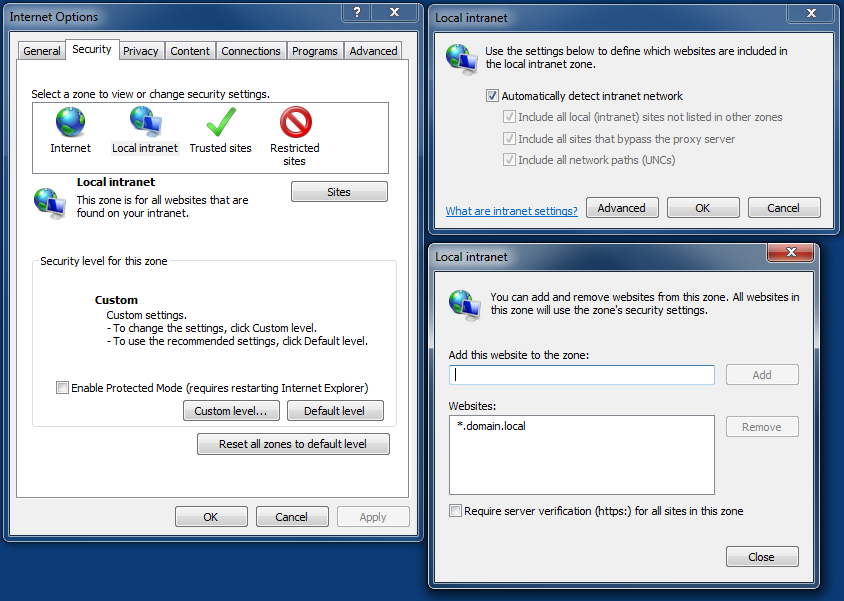 Internet Options
?
X
General
Security
Privacy
Content
Connections
Programs
Advanced
Select a zone to view or change security settings.
Internet
Local intranet
Trusted sites
Restricted
sites
Local intranet
This zone is for all websites that are
found on your intranet.
Sites
Security level for this zone
Custom
Custom settings.
- To change the settings, click Custom level.
- To use the recommended settings, click Default level.
Enable Protected Mode (requires restarting Internet Explorer)
Custom level...
Default level
Reset all zones to default level
OK
Cancel
Apply
Local intranet
X
Use the settings below to define which websites are included in
the local intranet zone.
Automatically detect intranet network
Include all local (intranet) sites not listed in other zones
Include all sites that bypass the proxy server
Include all network paths (UNCs)
What are intranet settings?
Advanced
OK
Cancel
Local intranet
X
You can add and remove websites from this zone. All websites in
this zone will use the zone's security settings.
Add this website to the zone:
Add
Websites:
*.domain.local
Remove
Require server verification (https:) for all sites in this zone
Close